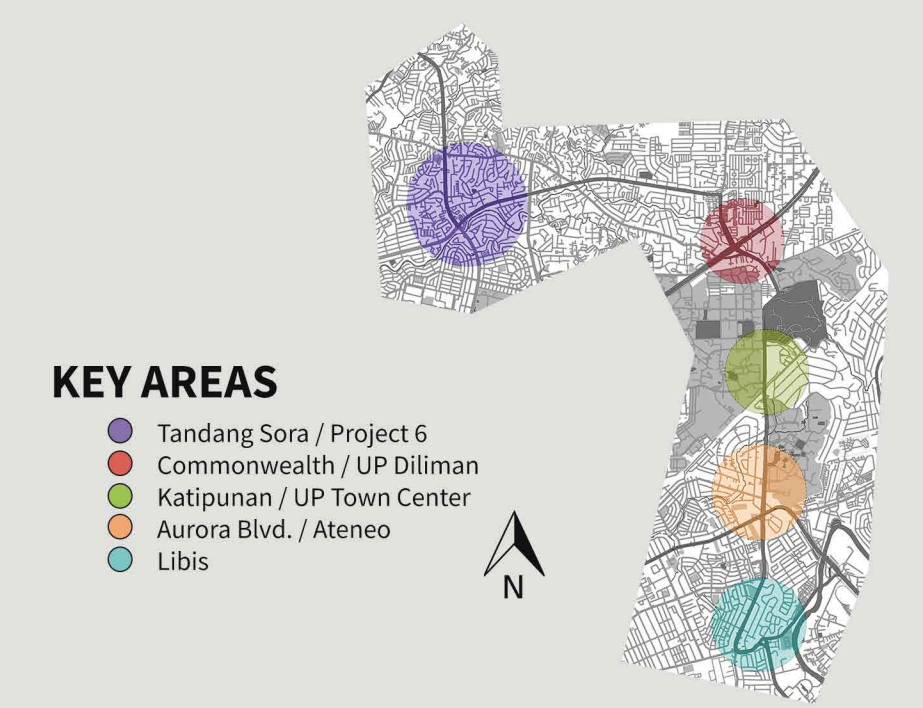 KEY AREAS
Tandang Sora / Project 6
Commonwealth / UP Diliman
Katipunan / UP Town Center
Aurora Blvd. / Ateneo
Libis
N